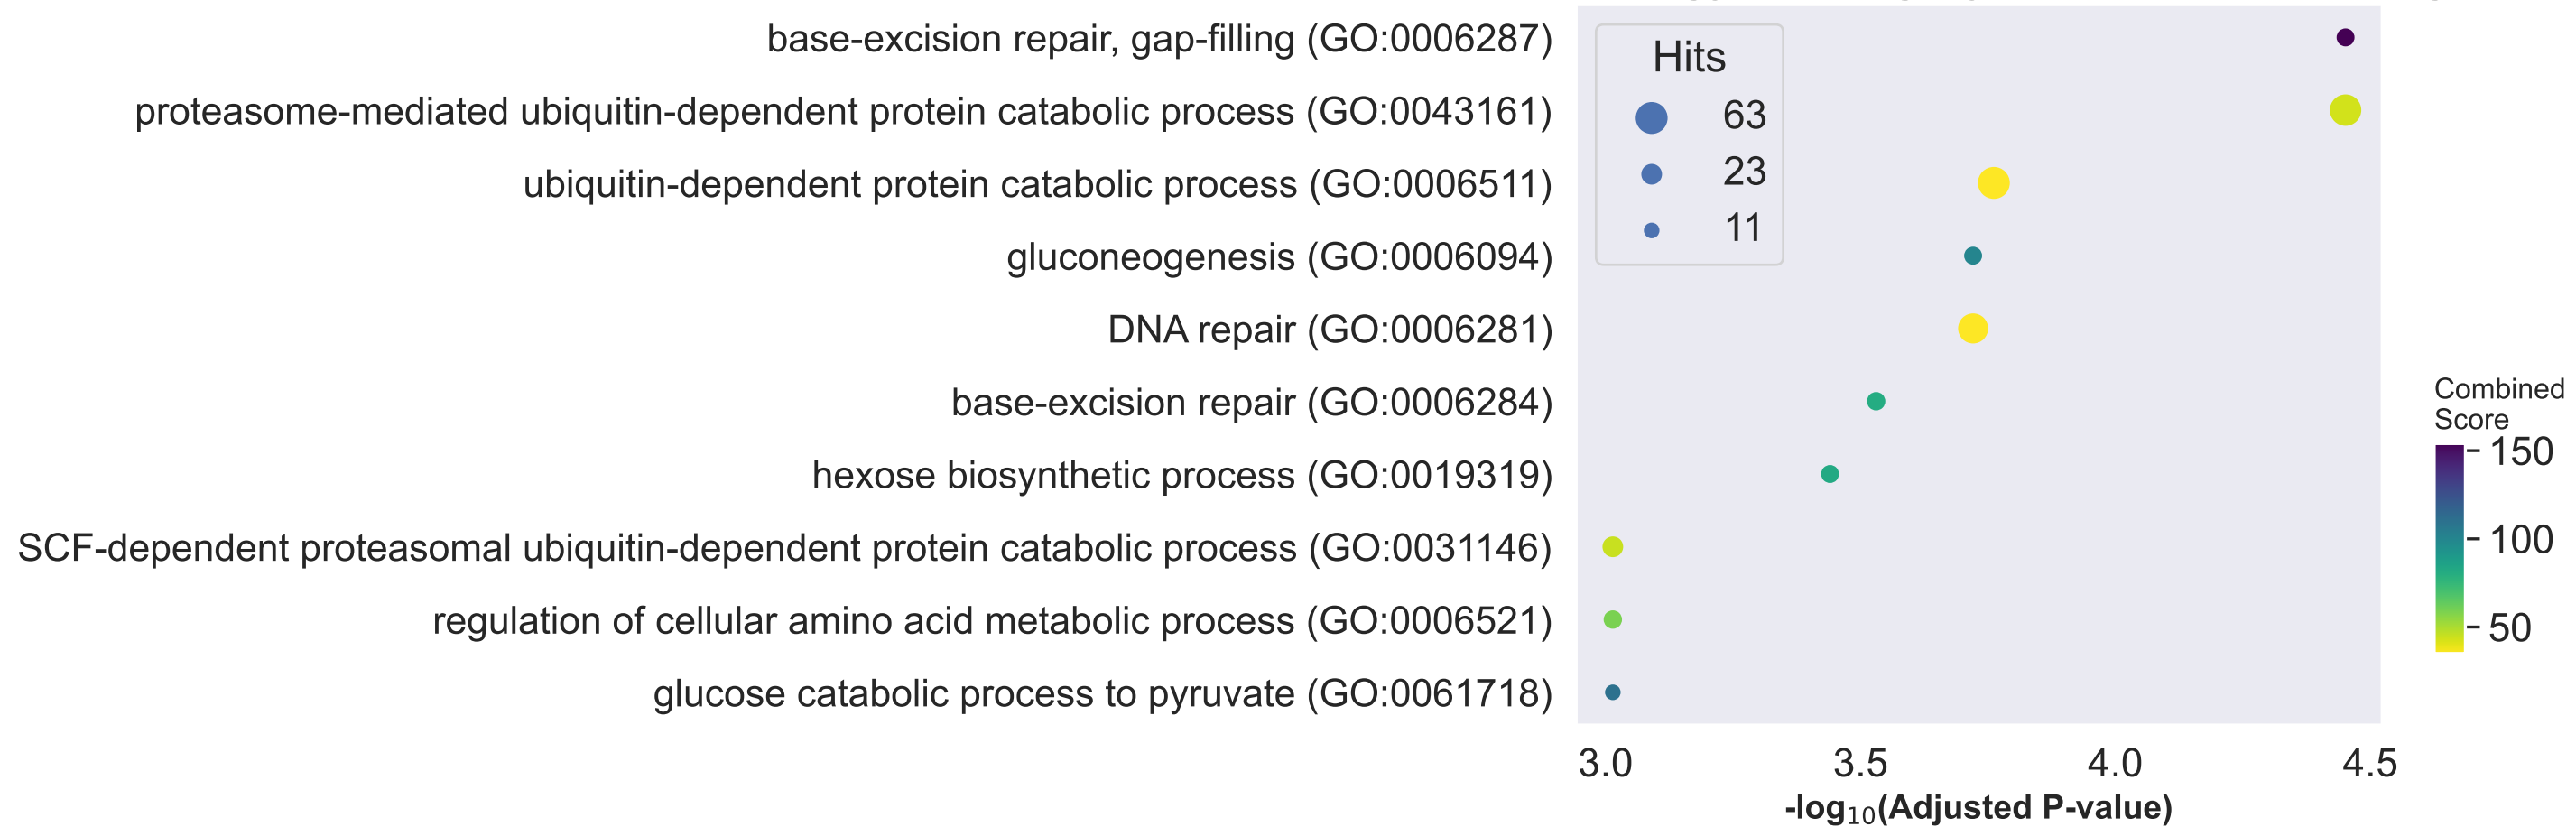 base-excision repair, gap-filling (GO:0006287)
proteasome-mediated ubiquitin-dependent protein catabolic process (GO:0043161)
ubiquitin-dependent protein catabolic process (GO:0006511)
gluconeogenesis (GO:0006094)
DNA repair (GO:0006281)
base-excision repair (GO:0006284)
hexose biosynthetic process (GO:0019319)
SCF-dependent proteasomal ubiquitin-dependent protein catabolic process (GO:0031146)
regulation of cellular amino acid metabolic process (GO:0006521)
glucose catabolic process to pyruvate (GO:0061718)
Hits
63
23
11
Combined
Score
150
100
50
3.0 3.5 4.0 4.5
-log₁₀(Adjusted P-value)